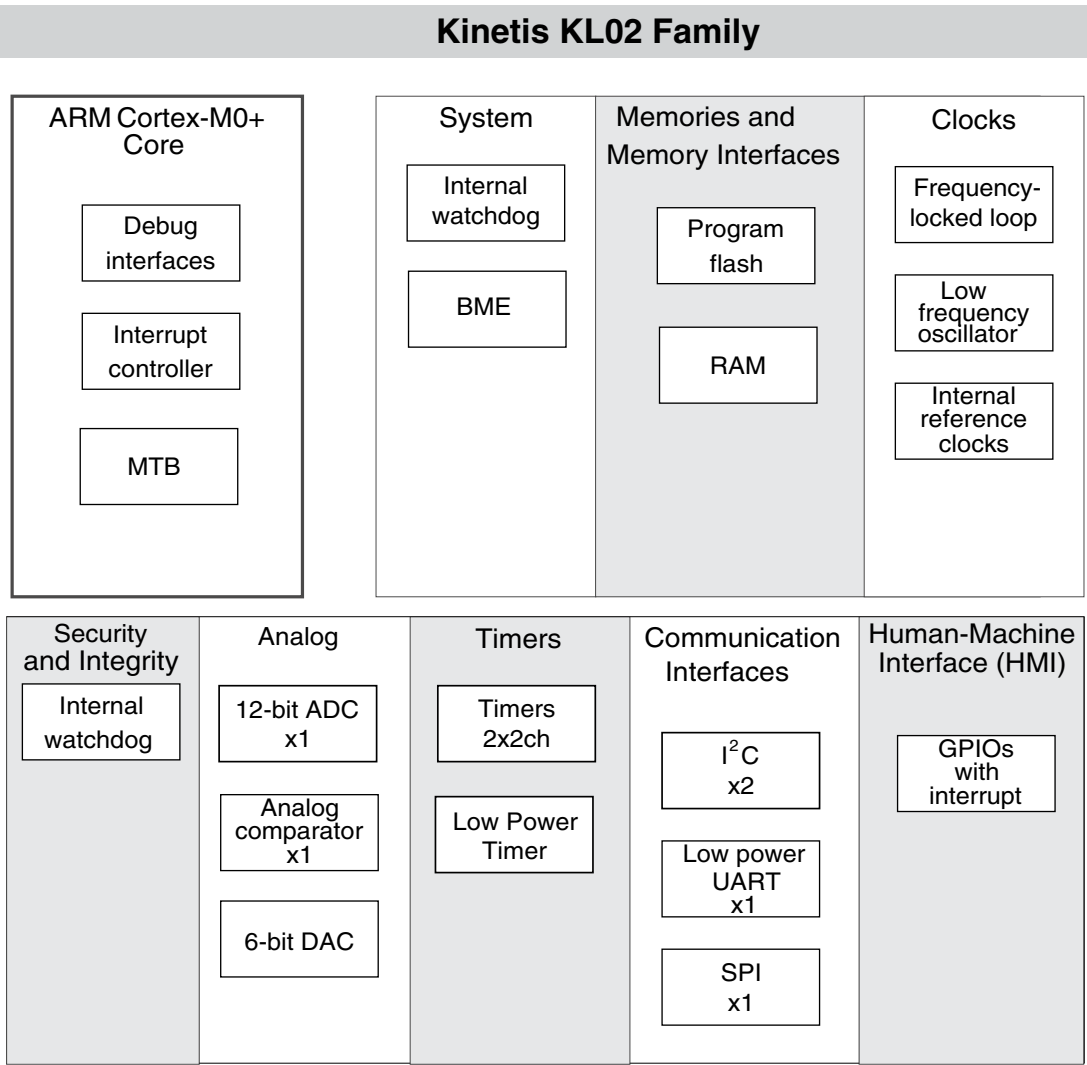 Kinetis KL02 Family
ARM Cortex-M0+
Core
Debug
interfaces
Interrupt
controller
MTB
System
Internal
watchdog
BME
Memories and
Memory Interfaces
Program
flash
RAM
Clocks
Frequency-
locked loop
Low
frequency
oscillator
Internal
reference
clocks
Security
and Integrity
Internal
watchdog
Analog
12-bit ADC
x1
Analog
comparator
x1
6-bit DAC
Timers
Timers
2x2ch
Low Power
Timer
Communication
Interfaces
I²C
x2
Low power
UART
x1
SPI
x1
Human-Machine
Interface (HMI)
GPIOs
with
interrupt